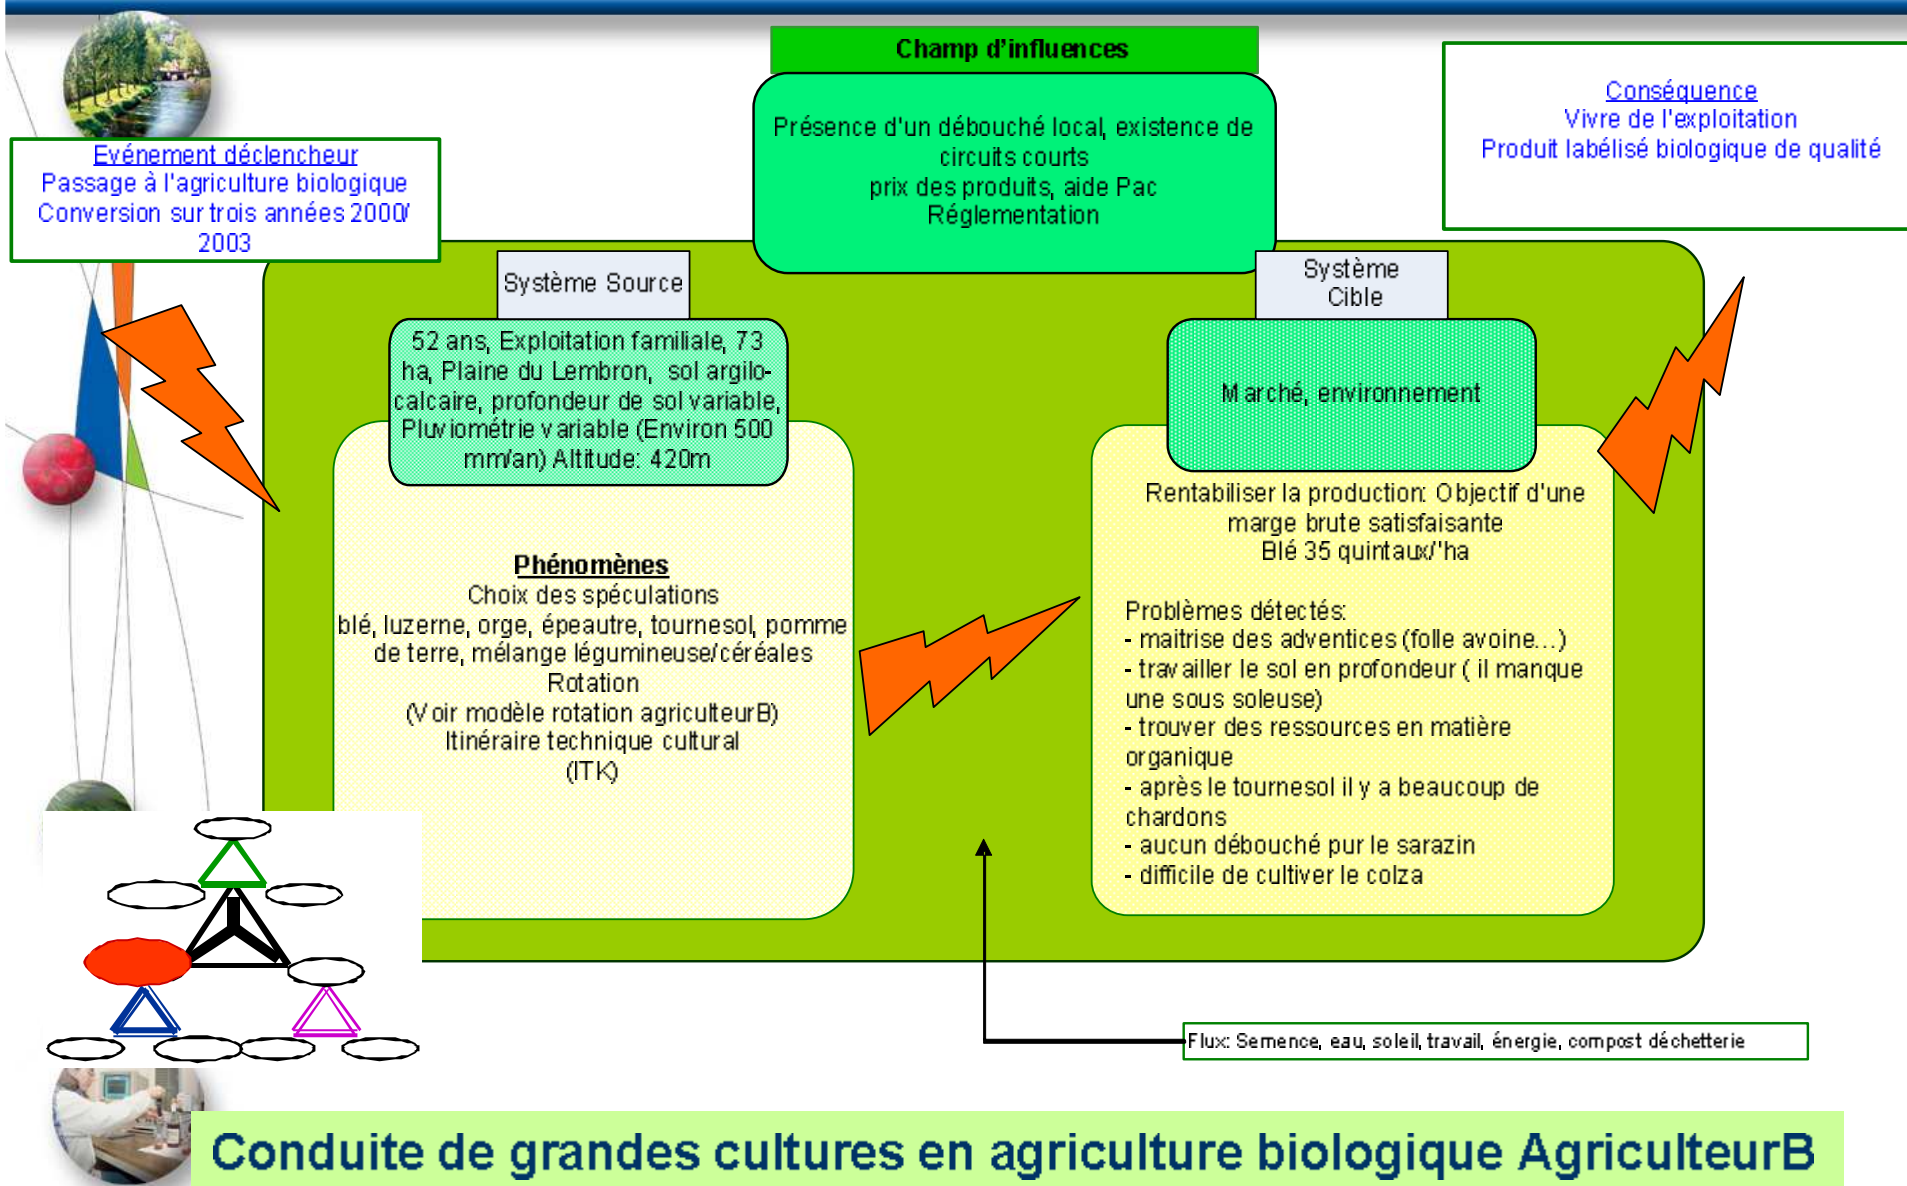 Champ d'influences
Présence d'un débouché local, existence de
circuits courts
prix des produits, aide Pac
Réglementation
Conséquence
Vivre de l'exploitation
Produit labélisé biologique de qualité
Evénement déclencheur
Passage à l'agriculture biologique
Conversion sur trois années 2000/
2003
Système Source
52 ans, Exploitation familiale, 73
ha, Plaine du Lembron, sol argilo-
calcaire, profondeur de sol variable,
Pluviométrie variable (Environ 500
mm/an) Altitude: 420m
Phénomènes
Choix des spéculations
blé, luzerne, orge, épeautre, tournesol, pomme
de terre, mélange légumineuse/céréales
Rotation
(Voir modèle rotation agriculteurB)
Itinéraire technique cultural
(ITK)
Système
Cible
Marché, environnement
Rentabiliser la production: Objectif d'une
marge brute satisfaisante
Blé 35 quintaux/"ha
Problèmes détectés:
- maitrise des adventices (folle avoine...)
- travailler le sol en profondeur ( il manque
une sous soleuse)
- trouver des ressources en matière
organique
- après le tournesol il y a beaucoup de
chardons
- aucun débouché pur le sarazin
- difficile de cultiver le colza
Flux: Semence, eau, soleil, travail, énergie, compost déchetterie
Conduite de grandes cultures en agriculture biologique AgriculteurB